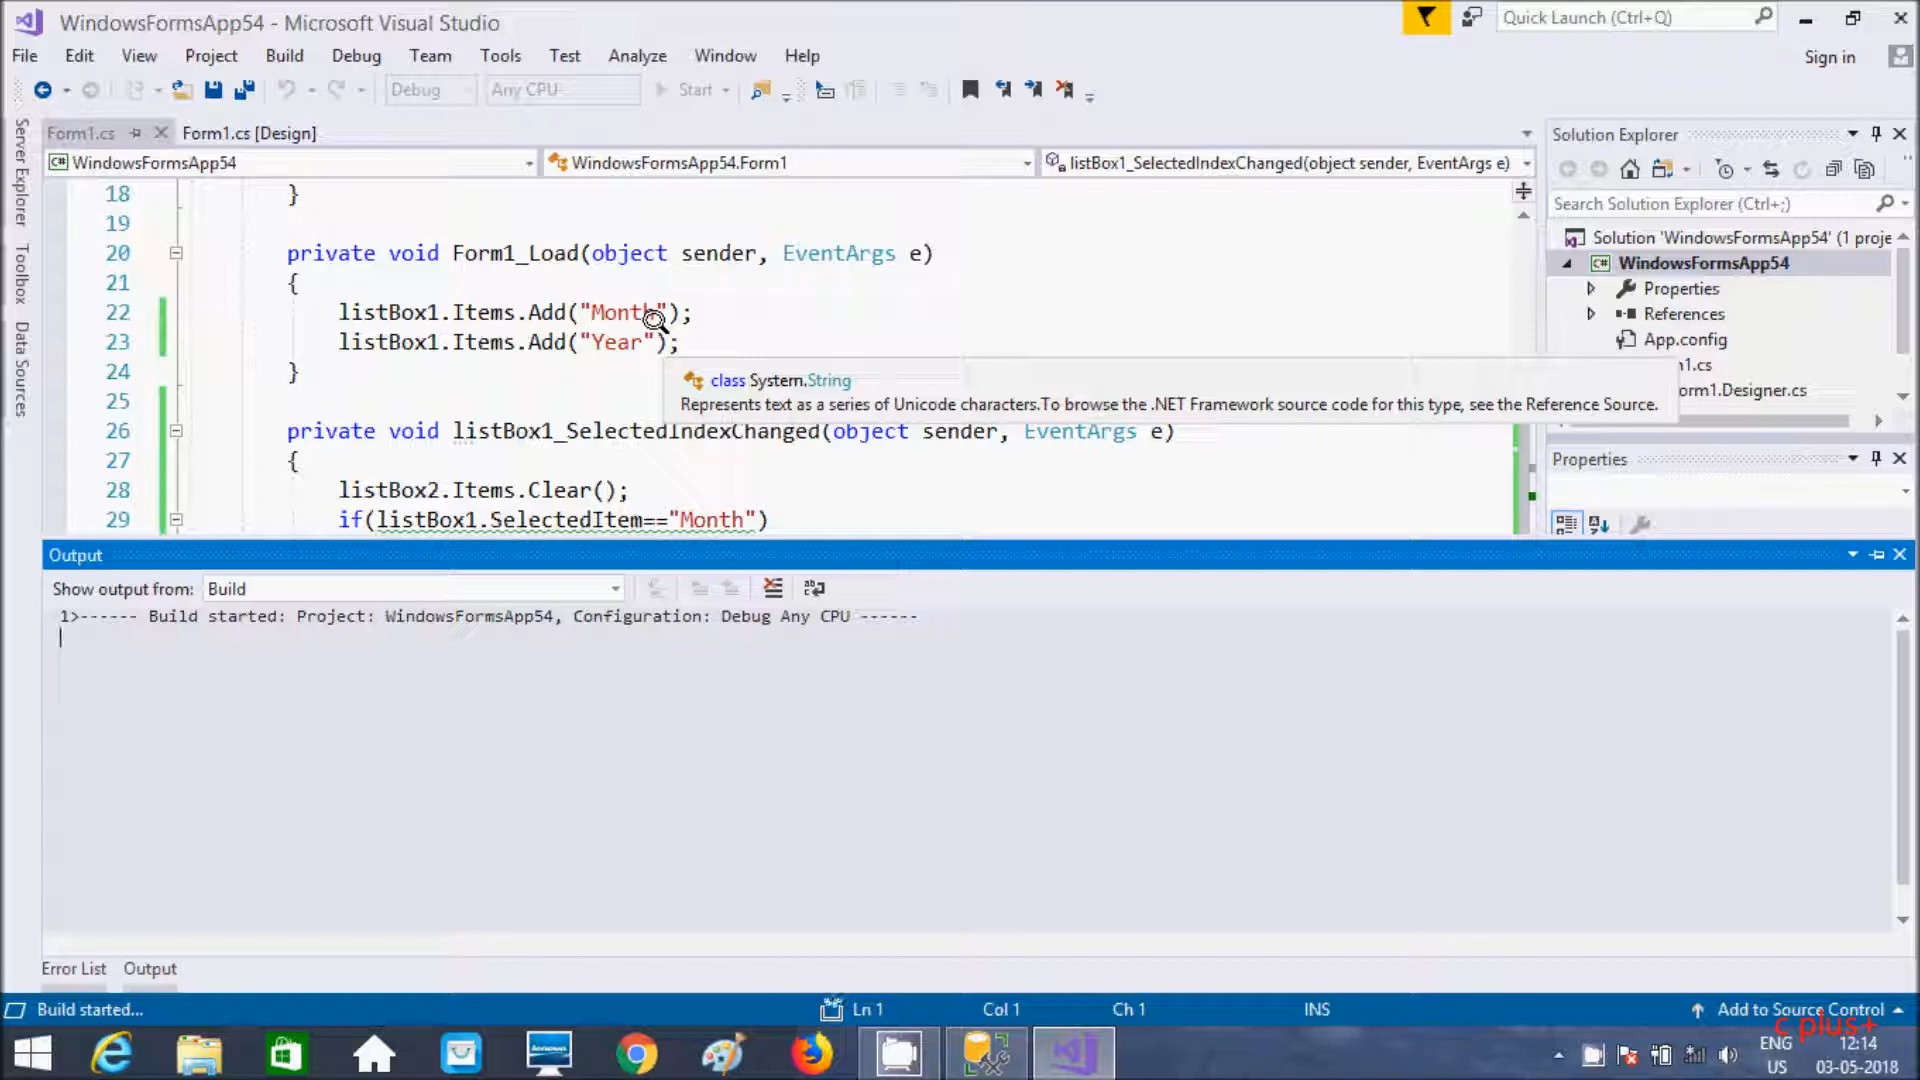 WindowsFormsApp54 - Microsoft Visual Studio
Quick Launch (Ctrl+Q)
File Edit View Project Build Debug Team Tools Test Analyze Window Help
Sign in
Debug Any CPU Start
Form1.cs Form1.cs [Design]
Solution Explorer
WindowsFormsApp54 WindowsFormsApp54.Form1 listBox1_SelectedIndexChanged(object sender, EventArgs e)
Server Explorer
Toolbox
Data Sources
18 }
19
20 private void Form1_Load(object sender, EventArgs e)
21 {
22 listBox1.Items.Add("Month");
23 listBox1.Items.Add("Year");
24 }
25
26 private void listBox1_SelectedIndexChanged(object sender, EventArgs e)
27 {
28 listBox2.Items.Clear();
29 if(listBox1.SelectedItem=="Month")
class System.String
Represents text as a series of Unicode characters.To browse the .NET Framework source code for this type, see the Reference Source.
Search Solution Explorer (Ctrl+;)
Solution 'WindowsFormsApp54' (1 proje
WindowsFormsApp54
Properties
References
App.config
n1.cs
orm1.Designer.cs
Properties
Output
Show output from: Build
1>------ Build started: Project: WindowsFormsApp54, Configuration: Debug Any CPU ------
Error List Output
Build started... Ln 1 Col 1 Ch 1 INS Add to Source Control
c plus+
ENG 12:14
US 03-05-2018